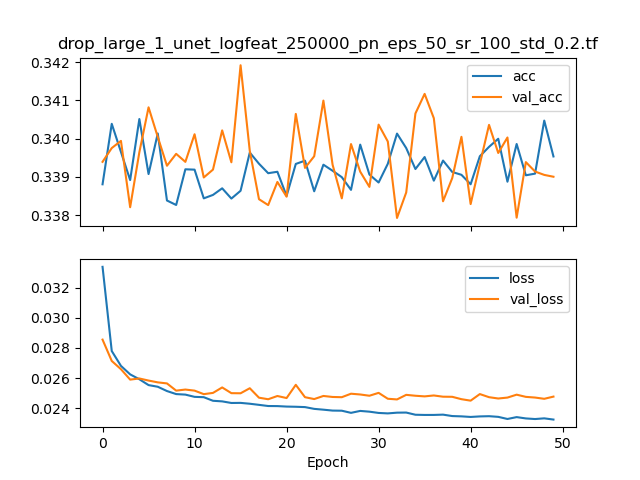 drop_large_1_unet_logfeat_250000_pn_eps_50_sr_100_std_0.2.tf
0.342
0.341
0.340
0.339
0.338
acc
val_acc
0.032
0.030
0.028
0.026
0.024
loss
val_loss
0 10 20 30 40 50
Epoch